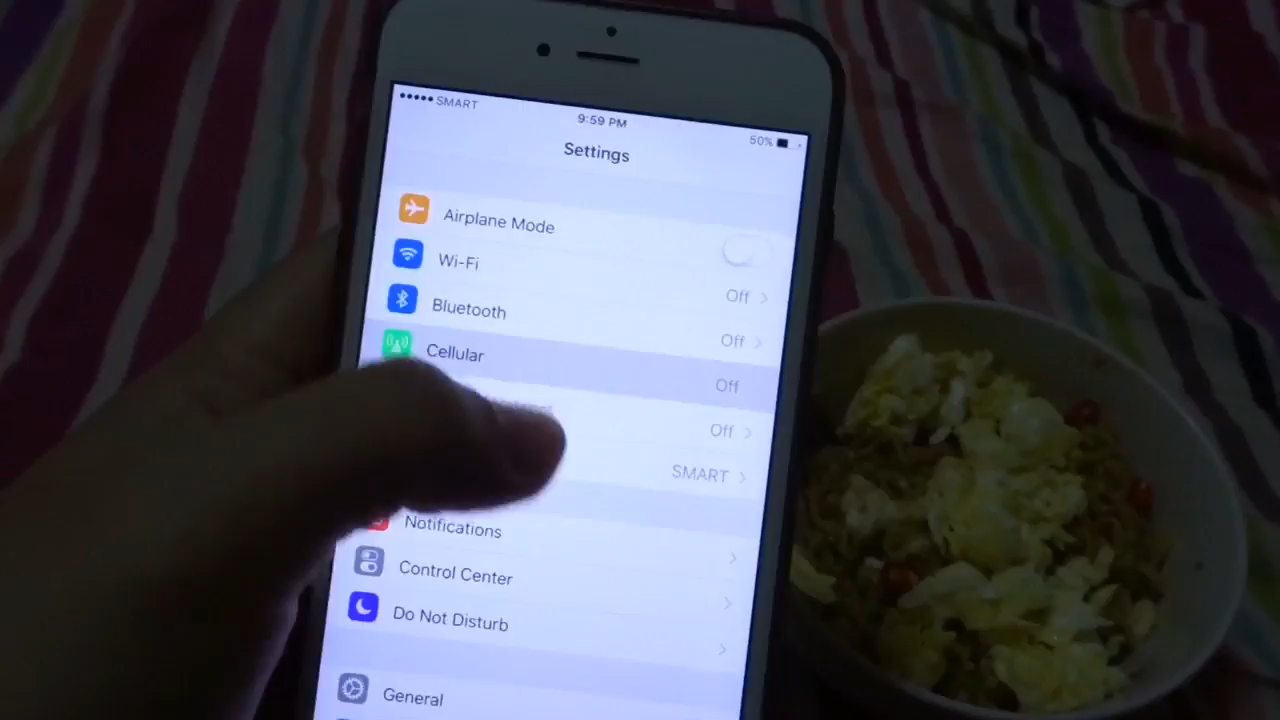 SMART
9:59 PM
50%
Settings
Airplane Mode
Wi-Fi Off
Bluetooth Off
Cellular Off
Off
SMART
Notifications
Control Center
Do Not Disturb
General